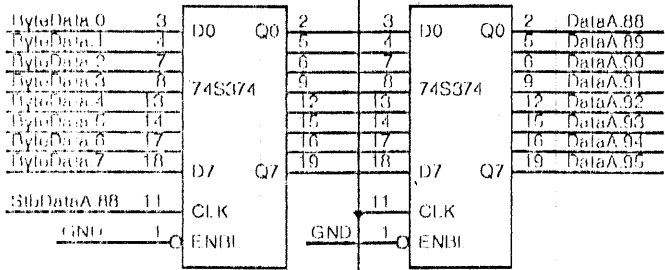 ByteData.0 3 D0 Q0 2 3 D0 Q0 2 DataA.88
ByteData.1 4 5 4 5 DataA.89
ByteData.2 7 6 7 6 DataA.90
ByteData.3 8 74S374 9 8 74S374 9 DataA.91
ByteData.4 13 12 13 12 DataA.92
ByteData.5 14 15 14 15 DataA.93
ByteData.6 17 16 17 16 DataA.94
ByteData.7 18 D7 Q7 19 18 D7 Q7 19 DataA.95
StbDataA.88 11 CLK 11 CLK
GND 1 ENBL GND 1 ENBL